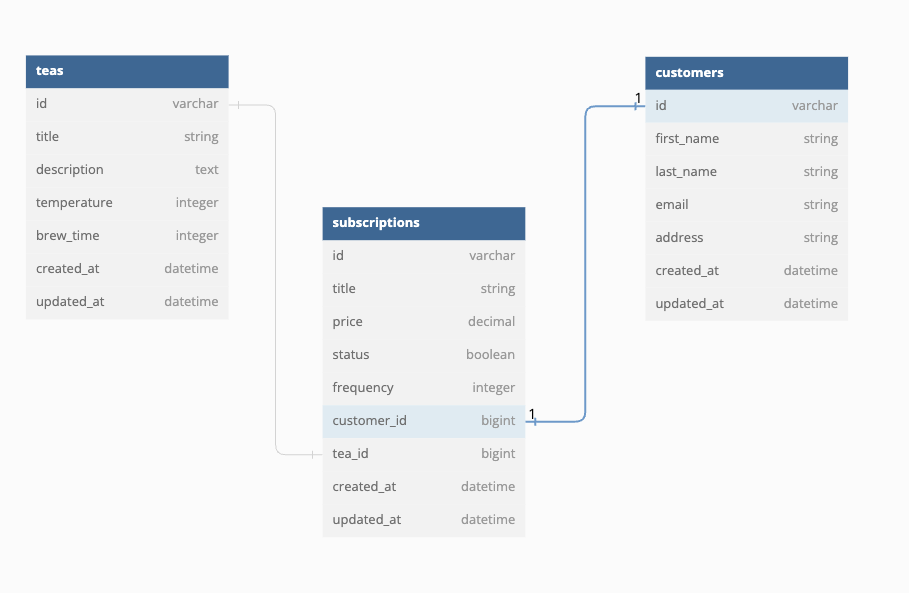 teas
id varchar
title string
description text
temperature integer
brew_time integer
created_at datetime
updated_at datetime
subscriptions
id varchar
title string
price decimal
status boolean
frequency integer
customer_id bigint 1
tea_id bigint
created_at datetime
updated_at datetime
customers
1 id varchar
first_name string
last_name string
email string
address string
created_at datetime
updated_at datetime